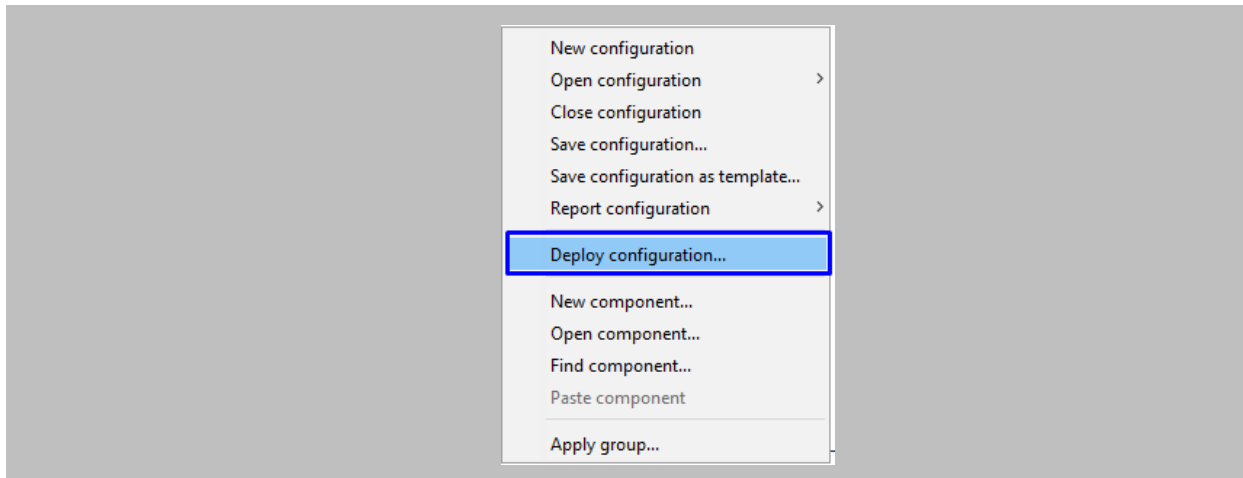 New configuration
Open configuration
Close configuration
Save configuration...
Save configuration as template...
Report configuration
Deploy configuration...
New component...
Open component...
Find component...
Paste component
Apply group...